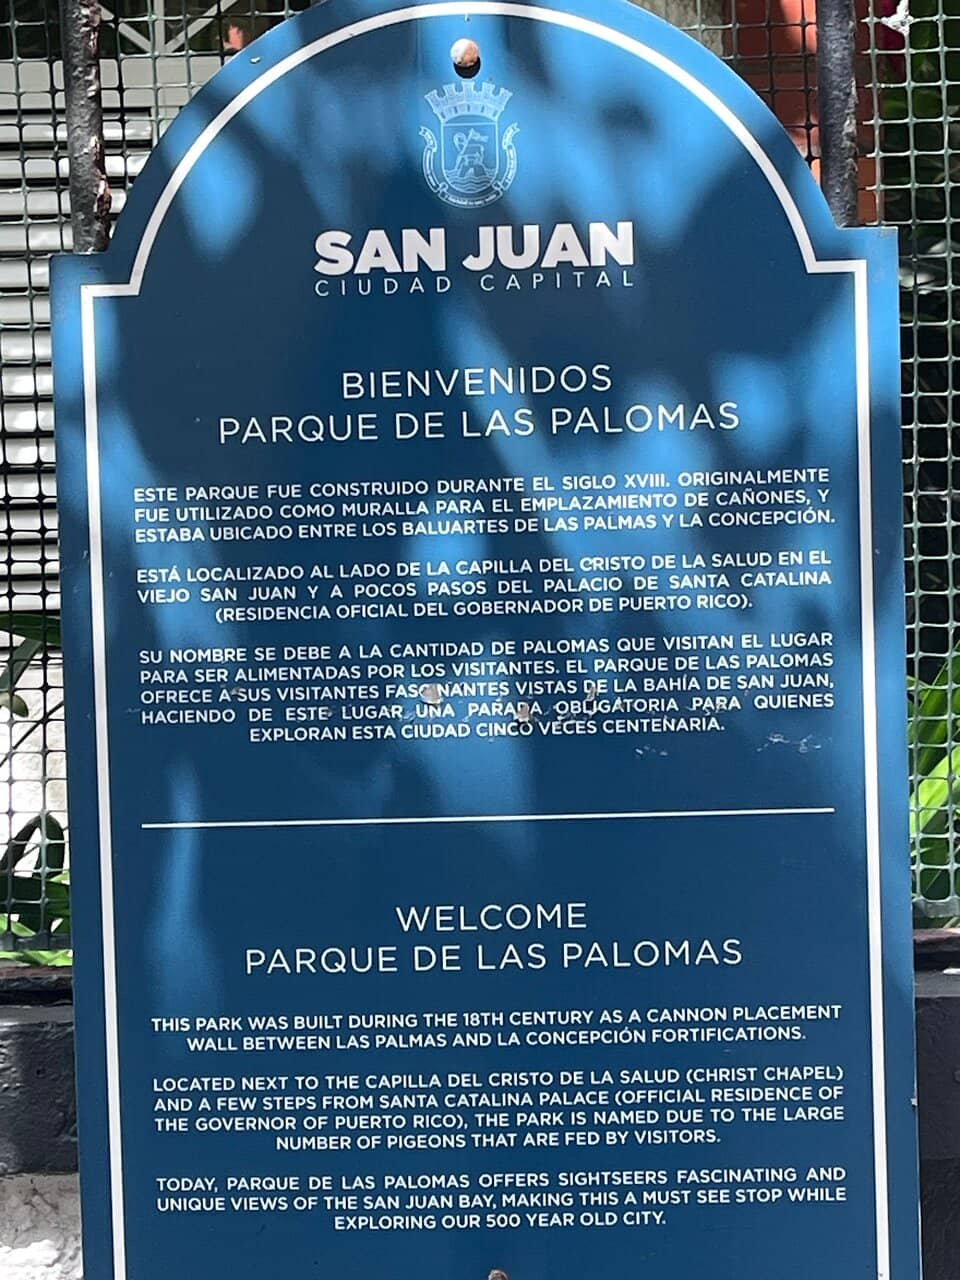 SAN JUAN
CIUDAD CAPITAL
BIENVENIDOS
PARQUE DE LAS PALOMAS
ESTE PARQUE FUE CONSTRUIDO DURANTE EL SIGLO XVIII. ORIGINALMENTE
FUE UTILIZADO COMO MURALLA PARA EL EMPLAZAMIENTO DE CAÑONES, Y
ESTABA UBICADO ENTRE LOS BALUARTES DE LAS PALMAS Y LA CONCEPCIÓN.
ESTÁ LOCALIZADO AL LADO DE LA CAPILLA DEL CRISTO DE LA SALUD EN EL
VIEJO SAN JUAN Y A POCOS PASOS DEL PALACIO DE SANTA CATALINA
(RESIDENCIA OFICIAL DEL GOBERNADOR DE PUERTO RICO).
SU NOMBRE SE DEBE A LA CANTIDAD DE PALOMAS QUE VISITAN EL LUGAR
PARA SER ALIMENTADAS POR LOS VISITANTES. EL PARQUE DE LAS PALOMAS
OFRECE A SUS VISITANTES FASCINANTES VISTAS DE LA BAHÍA DE SAN JUAN,
HACIENDO DE ESTE LUGAR UNA PARADA OBLIGATORIA PARA QUIENES
EXPLORAN ESTA CIUDAD CINCO VECES CENTENARIA.
WELCOME
PARQUE DE LAS PALOMAS
THIS PARK WAS BUILT DURING THE 18TH CENTURY AS A CANNON PLACEMENT
WALL BETWEEN LAS PALMAS AND LA CONCEPCIÓN FORTIFICATIONS.
LOCATED NEXT TO THE CAPILLA DEL CRISTO DE LA SALUD (CHRIST CHAPEL)
AND A FEW STEPS FROM SANTA CATALINA PALACE (OFFICIAL RESIDENCE OF
THE GOVERNOR OF PUERTO RICO), THE PARK IS NAMED DUE TO THE LARGE
NUMBER OF PIGEONS THAT ARE FED BY VISITORS.
TODAY, PARQUE DE LAS PALOMAS OFFERS SIGHTSEERS FASCINATING AND
UNIQUE VIEWS OF THE SAN JUAN BAY, MAKING THIS A MUST SEE STOP WHILE
EXPLORING OUR 500 YEAR OLD CITY.